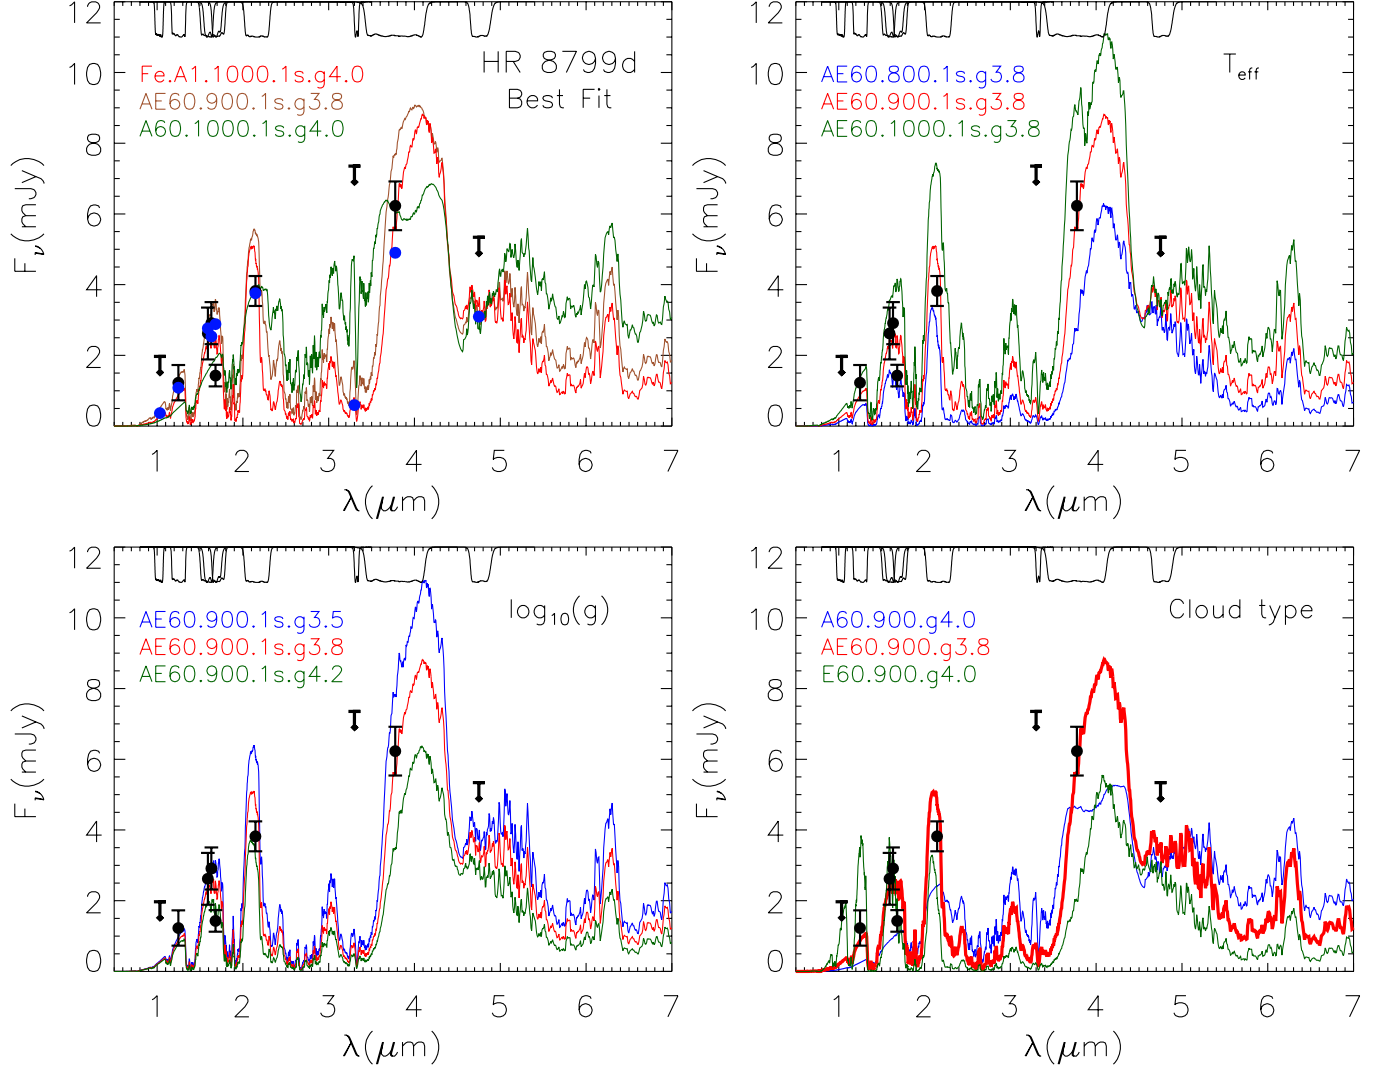 12
10
8
6
4
2
0
F_ν(mJy)
HR 8799d
Best Fit
Fe.A1.1000.1s.g4.0
AE60.900.1s.g3.8
A60.1000.1s.g4.0
1 2 3 4 5 6 7
λ(μm)
12
10
8
6
4
2
0
F_ν(mJy)
T_eff
AE60.800.1s.g3.8
AE60.900.1s.g3.8
AE60.1000.1s.g3.8
1 2 3 4 5 6 7
λ(μm)
12
10
8
6
4
2
0
F_ν(mJy)
log₁₀(g)
AE60.900.1s.g3.5
AE60.900.1s.g3.8
AE60.900.1s.g4.2
1 2 3 4 5 6 7
λ(μm)
12
10
8
6
4
2
0
F_ν(mJy)
Cloud type
A60.900.g4.0
AE60.900.g3.8
E60.900.g4.0
1 2 3 4 5 6 7
λ(μm)